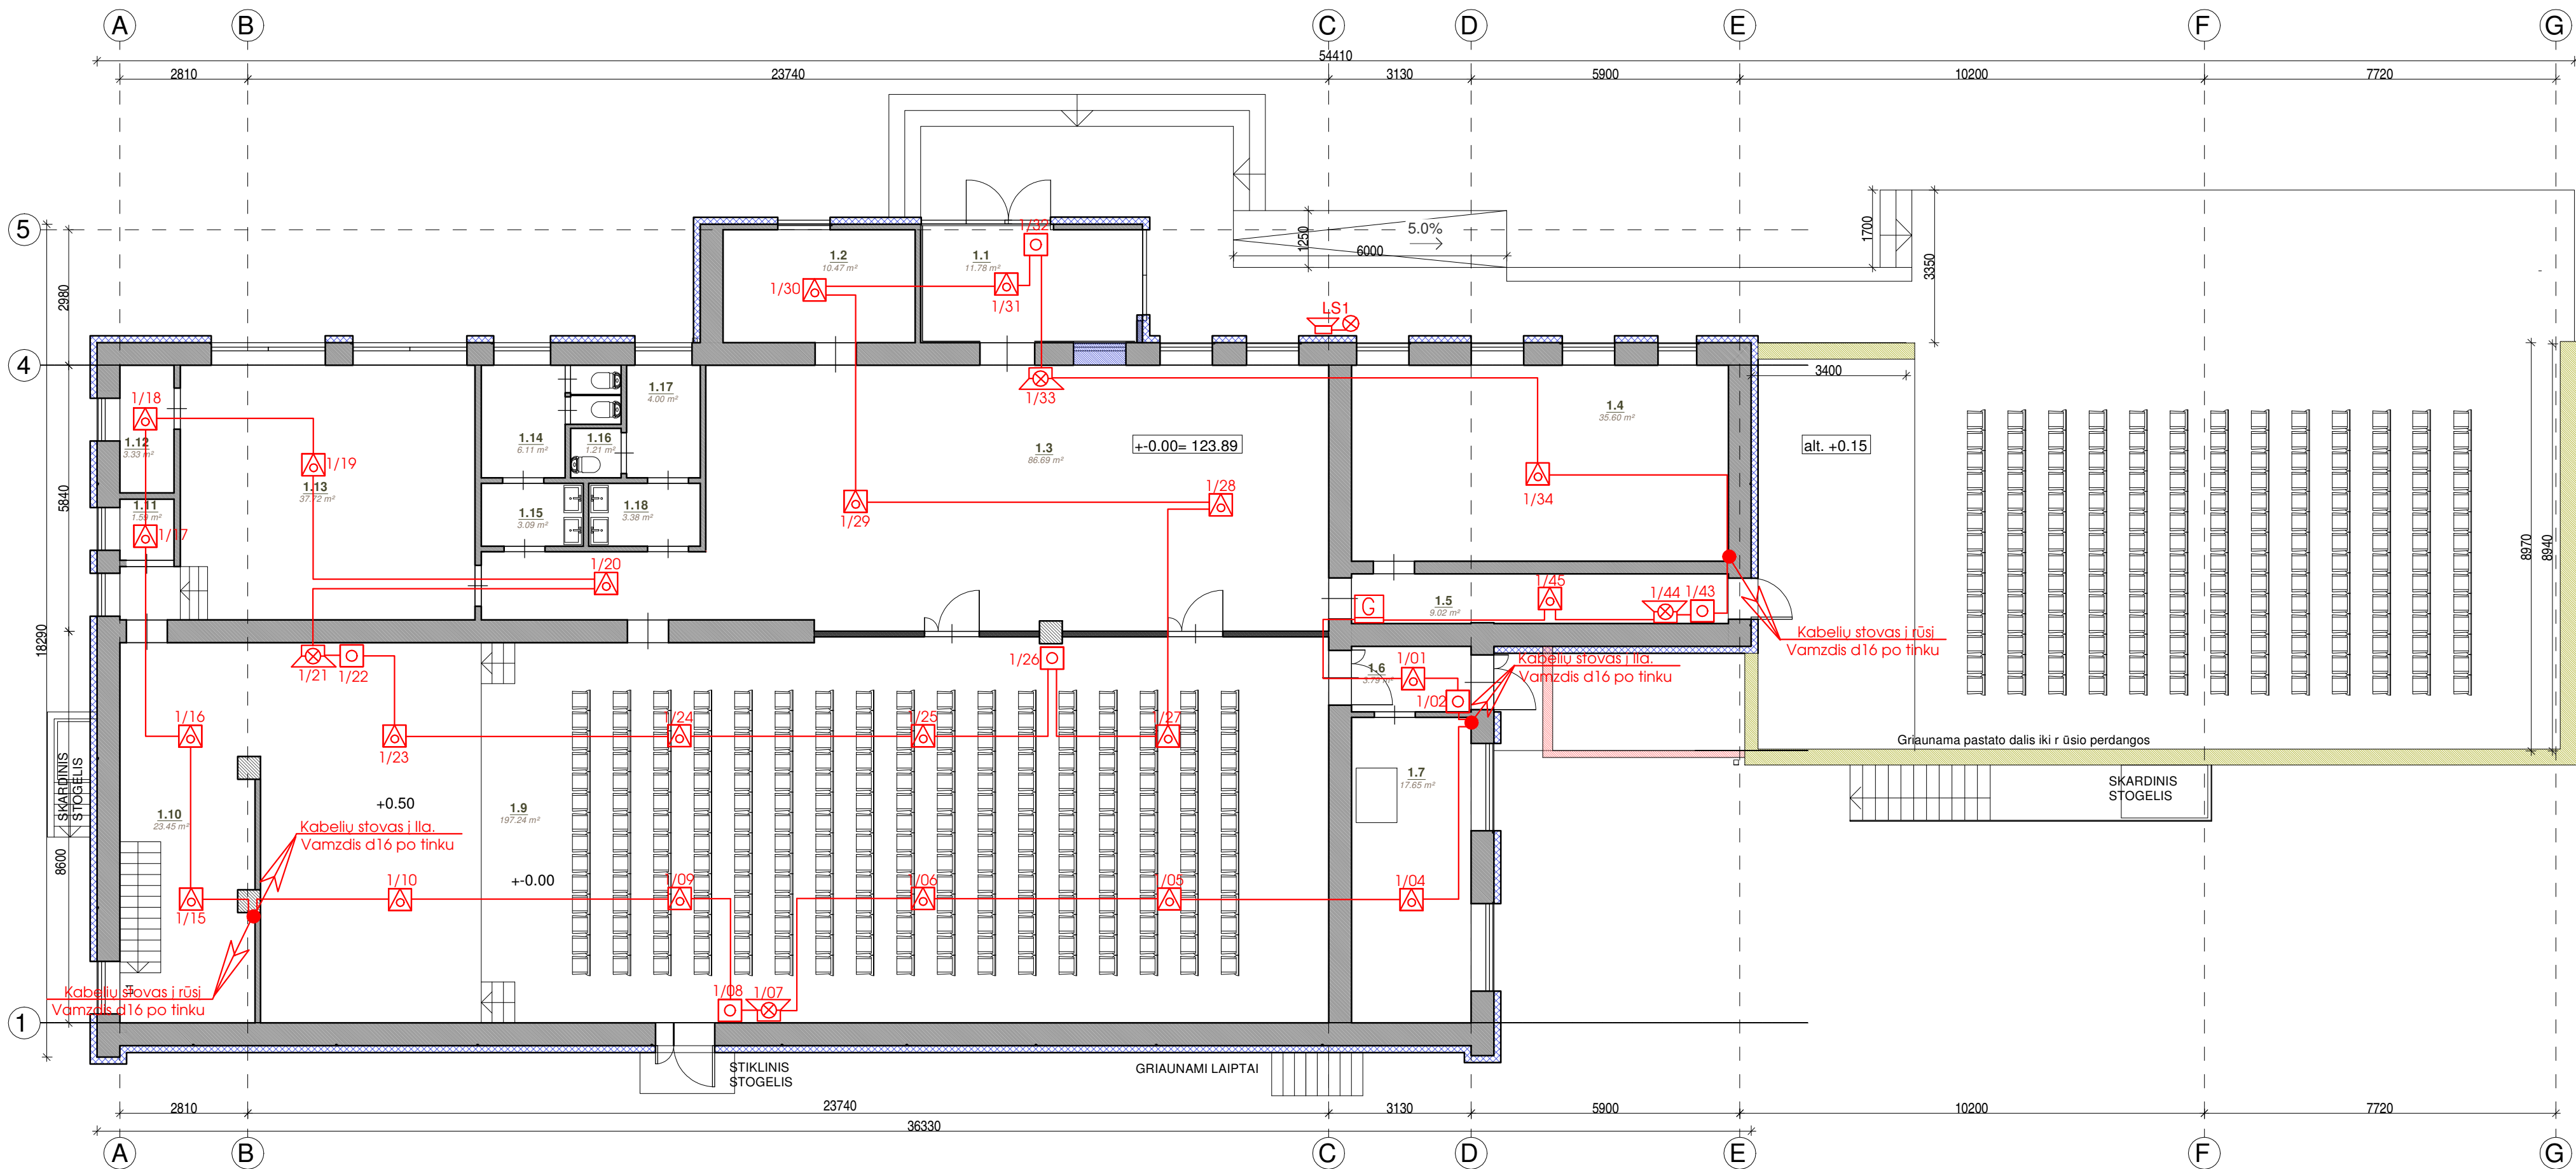 A
B
C
D
E
F
G
54410
2810
23740
3130
5900
10200
7720
5
4
1
2980
5840
18290
8600
1250
6000
5.0%
1700
3350
3400
8970
8940
1.2
10.47 m²
1.1
11.78 m²
1/32
1/30
1/31
LS1
1/33
1/18
1.12
3.33 m²
1/19
1.13
37.72 m²
1.11
1/17
1.14
6.11 m²
1.16
1.21 m²
1.17
4.00 m²
1.15
3.09 m²
1.18
3.38 m²
1/20
1.3
86.69 m²
+-0.00= 123.89
1/29
1/28
1.4
35.60 m²
1/34
alt. +0.15
G
1.5
9.02 m²
1/45
1/44
1/43
Kabelių stovas į rūsį
Vamzdis d16 po tinku
1/21
1/22
1/26
1.6
1/01
1/02
Kabelių stovas į IIa.
Vamzdis d16 po tinku
1/16
1/23
1/24
1/25
1/27
Griaunama pastato dalis iki r ūsio perdangos
SKARDINIS
STOGELIS
SKARDINIS
STOGELIS
1.10
23.45 m²
+0.50
1.9
197.24 m²
1.7
17.65 m²
Kabelių stovas į IIa.
Vamzdis d16 po tinku
+-0.00
1/15
1/10
1/09
1/06
1/05
1/04
Kabelių stovas į rūsį
Vamzdis d16 po tinku
1/08
1/07
STIKLINIS
STOGELIS
GRIAUNAMI LAIPTAI
2810
23740
3130
5900
10200
7720
36330
A
B
C
D
E
F
G